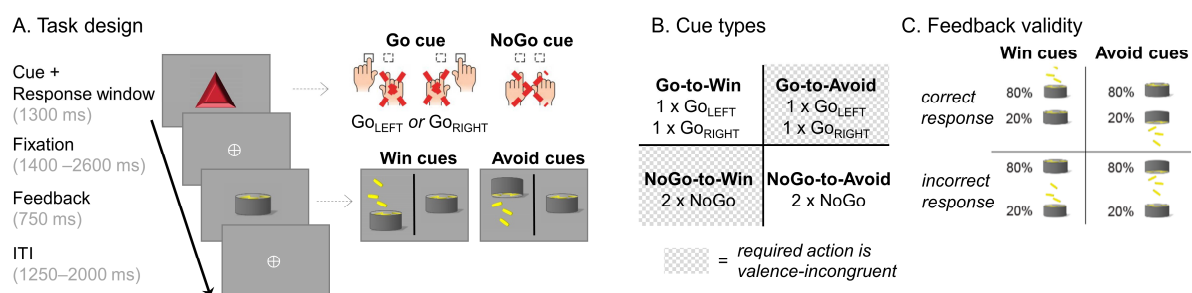 A. Task design
Cue +
Response window
(1300 ms)
Fixation
(1400 –2600 ms)
Feedback
(750 ms)
ITI
(1250–2000 ms)
Go cue
NoGo cue
GoLEFT or GoRIGHT
Win cues
Avoid cues
B. Cue types
Go-to-Win
1 x GoLEFT
1 x GoRIGHT
Go-to-Avoid
1 x GoLEFT
1 x GoRIGHT
NoGo-to-Win
2 x NoGo
NoGo-to-Avoid
2 x NoGo
= required action is
valence-incongruent
C. Feedback validity
Win cues
Avoid cues
correct
response
80%
20%
80%
20%
incorrect
response
80%
20%
80%
20%